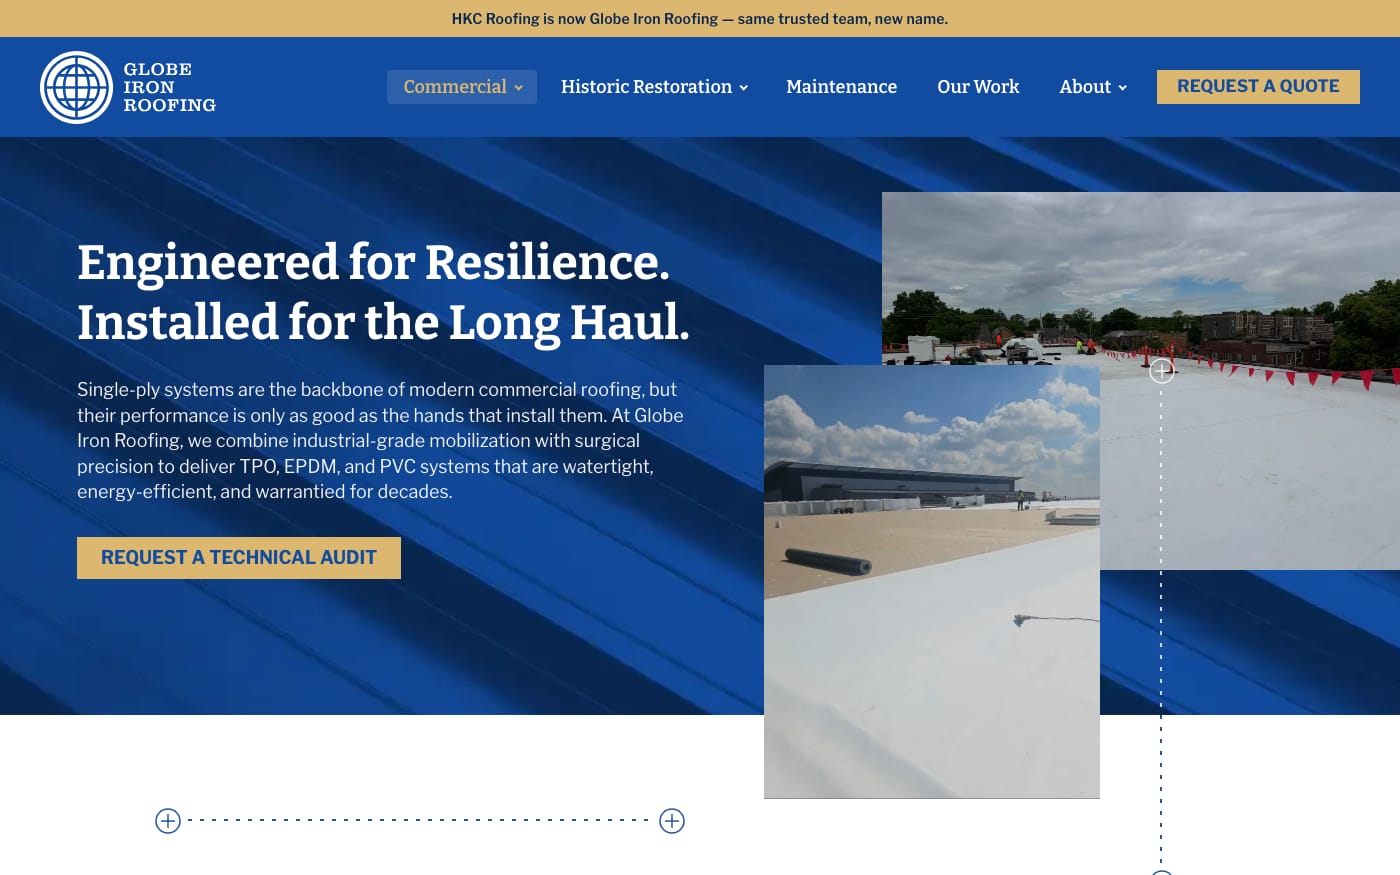 HKC Roofing is now Globe Iron Roofing — same trusted team, new name.
GLOBE
IRON
ROOFING
Commercial
Historic Restoration
Maintenance
Our Work
About
REQUEST A QUOTE
Engineered for Resilience.
Installed for the Long Haul.
Single-ply systems are the backbone of modern commercial roofing, but
their performance is only as good as the hands that install them. At Globe
Iron Roofing, we combine industrial-grade mobilization with surgical
precision to deliver TPO, EPDM, and PVC systems that are watertight,
energy-efficient, and warrantied for decades.
REQUEST A TECHNICAL AUDIT